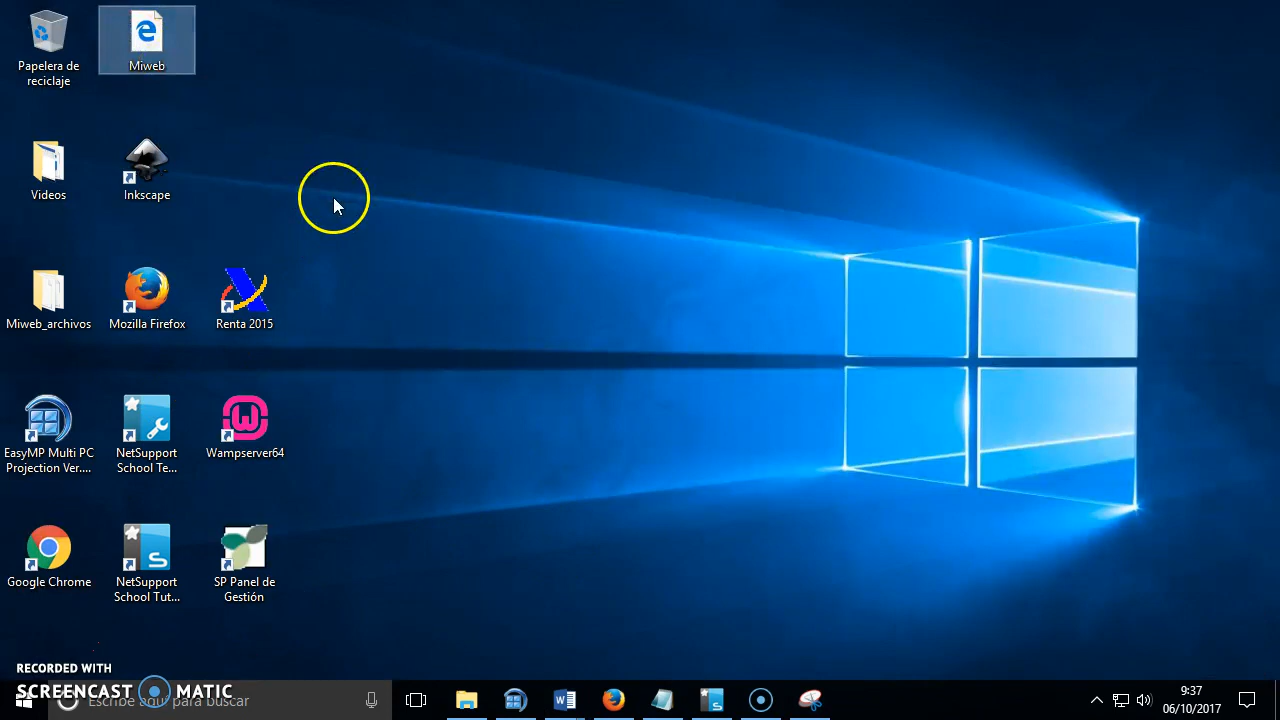 Papelera de
reciclaje
Miweb
Videos
Inkscape
Miweb_archivos
Mozilla Firefox
Renta 2015
EasyMP Multi PC
Projection Ver....
NetSupport
School Te...
Wampserver64
Google Chrome
NetSupport
School Tut...
SP Panel de
Gestión
RECORDED WITH
SCREENCAST MATIC
Escribe aquí para buscar
9:37
06/10/2017